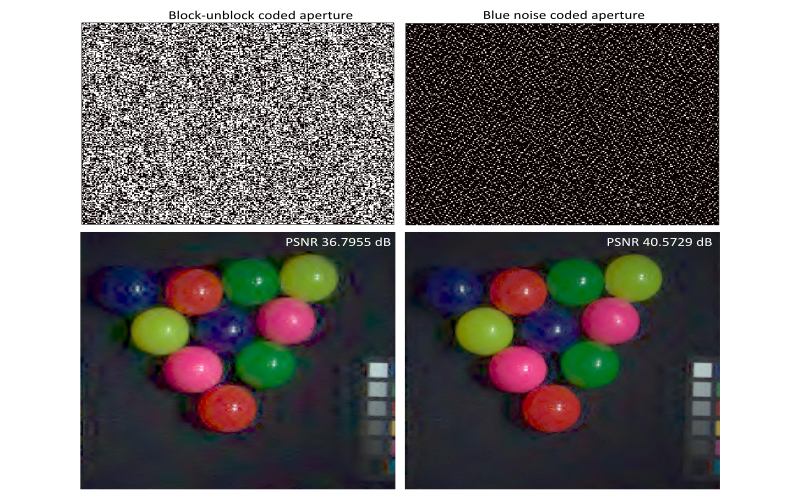 Block-unblock coded aperture
Blue noise coded aperture
PSNR 36.7955 dB
PSNR 40.5729 dB